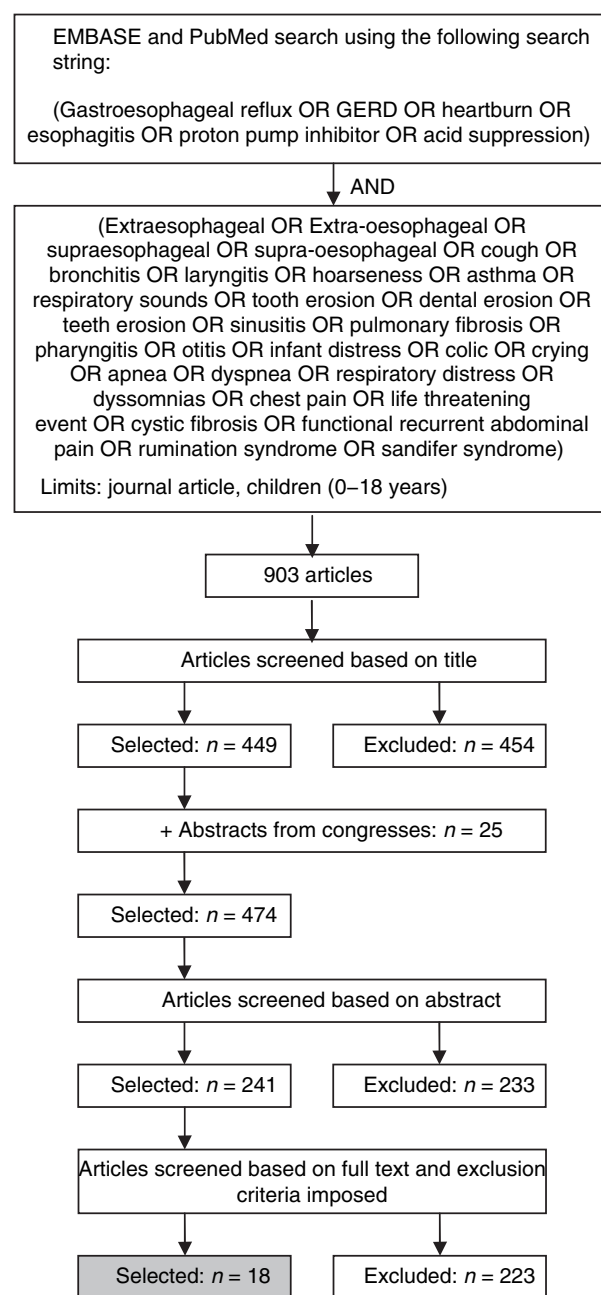 EMBASE and PubMed search using the following search
string:
(Gastroesophageal reflux OR GERD OR heartburn OR
esophagitis OR proton pump inhibitor OR acid suppression)
AND
(Extraesophageal OR Extra-oesophageal OR
supraesophageal OR supra-oesophageal OR cough OR
bronchitis OR laryngitis OR hoarseness OR asthma OR
respiratory sounds OR tooth erosion OR dental erosion OR
teeth erosion OR sinusitis OR pulmonary fibrosis OR
pharyngitis OR otitis OR infant distress OR colic OR crying
OR apnea OR dyspnea OR respiratory distress OR
dyssomnias OR chest pain OR life threatening
event OR cystic fibrosis OR functional recurrent abdominal
pain OR rumination syndrome OR sandifer syndrome)
Limits: journal article, children (0–18 years)
903 articles
Articles screened based on title
Selected: n = 449
Excluded: n = 454
+ Abstracts from congresses: n = 25
Selected: n = 474
Articles screened based on abstract
Selected: n = 241
Excluded: n = 233
Articles screened based on full text and exclusion
criteria imposed
Selected: n = 18
Excluded: n = 223